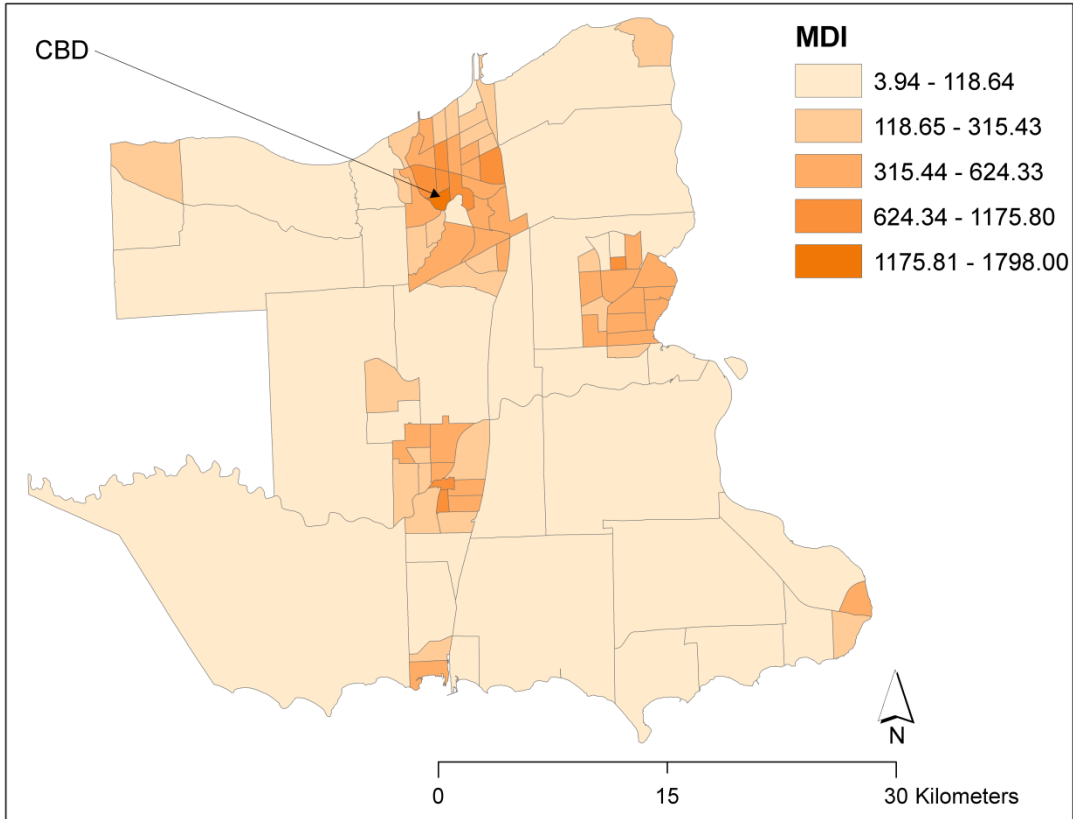 CBD
MDI
3.94 - 118.64
118.65 - 315.43
315.44 - 624.33
624.34 - 1175.80
1175.81 - 1798.00
N
0 15 30 Kilometers